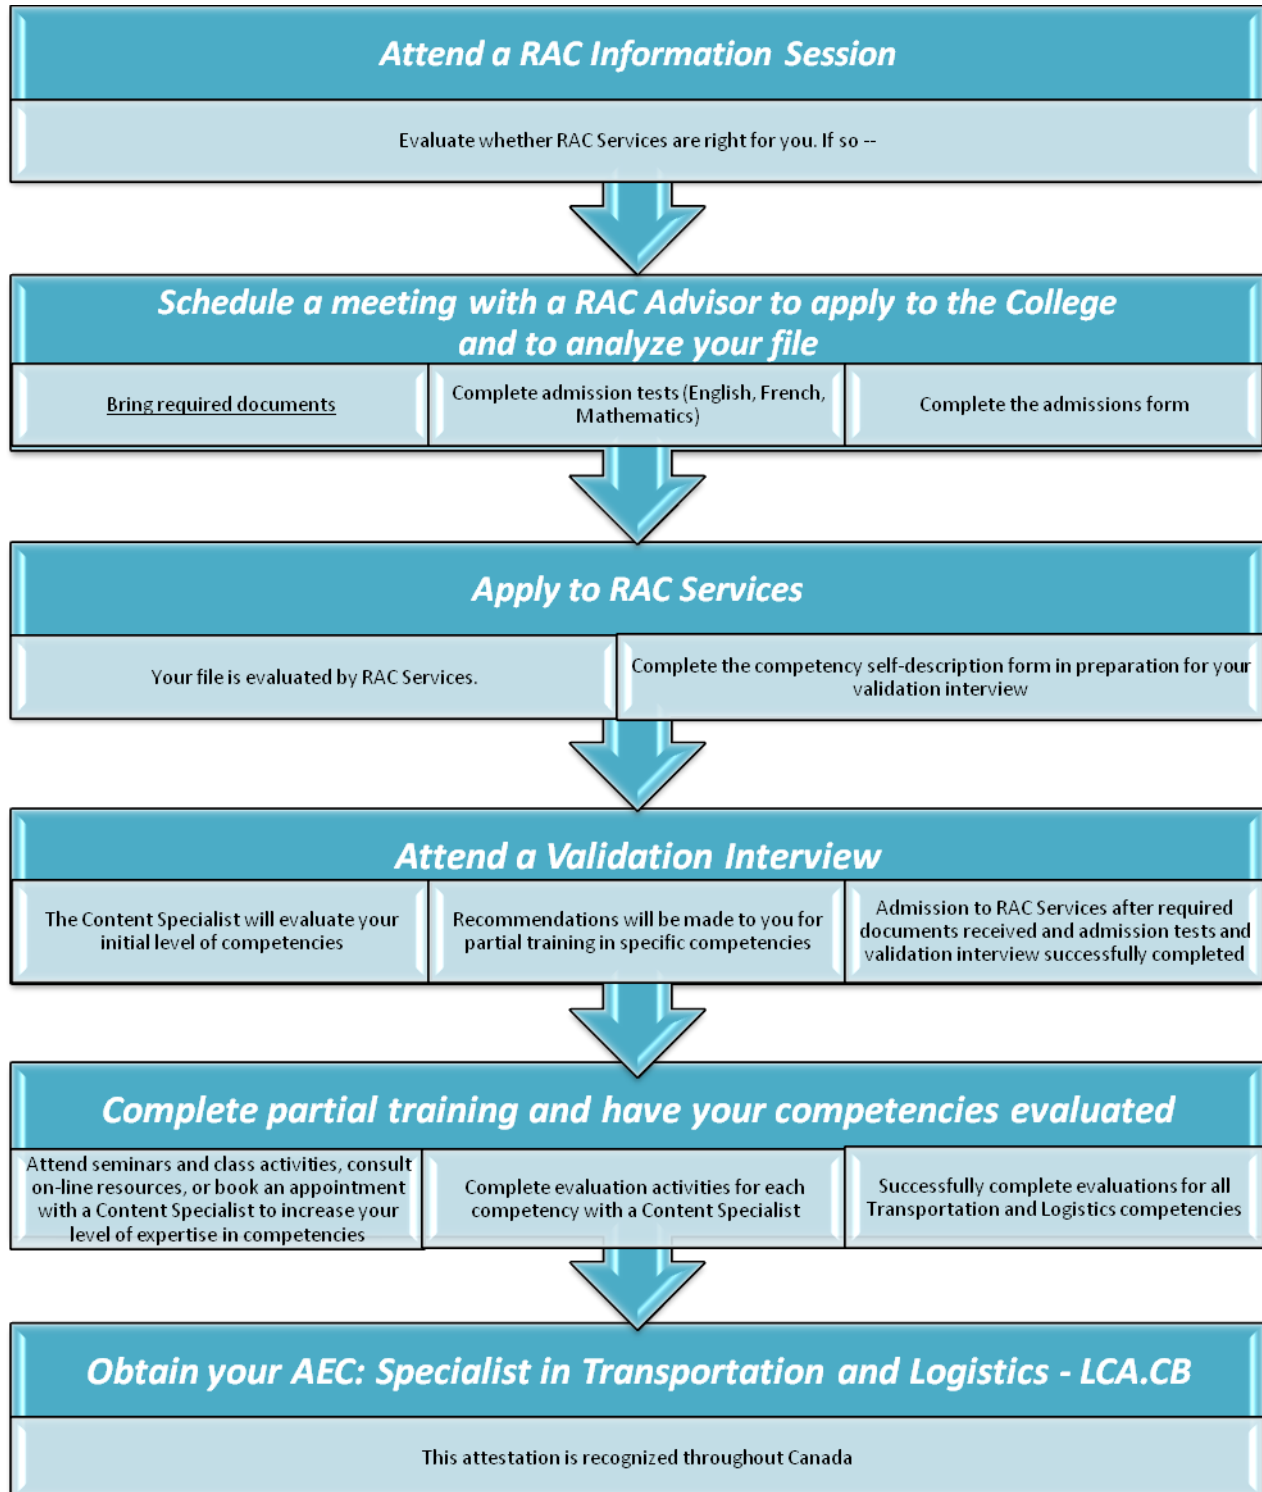 Attend a RAC Information Session
Evaluate whether RAC Services are right for you. If so --
Schedule a meeting with a RAC Advisor to apply to the College
and to analyze your file
Bring required documents
Complete admission tests (English, French,
Mathematics)
Complete the admissions form
Apply to RAC Services
Your file is evaluated by RAC Services.
Complete the competency self-description form in preparation for your
validation interview
Attend a Validation Interview
The Content Specialist will evaluate your
initial level of competencies
Recommendations will be made to you for
partial training in specific competencies
Admission to RAC Services after required
documents received and admission tests and
validation interview successfully completed
Complete partial training and have your competencies evaluated
Attend seminars and class activities, consult
on-line resources, or book an appointment
with a Content Specialist to increase your
level of expertise in competencies
Complete evaluation activities for each
competency with a Content Specialist
Successfully complete evaluations for all
Transportation and Logistics competencies
Obtain your AEC: Specialist in Transportation and Logistics - LCA.CB
This attestation is recognized throughout Canada